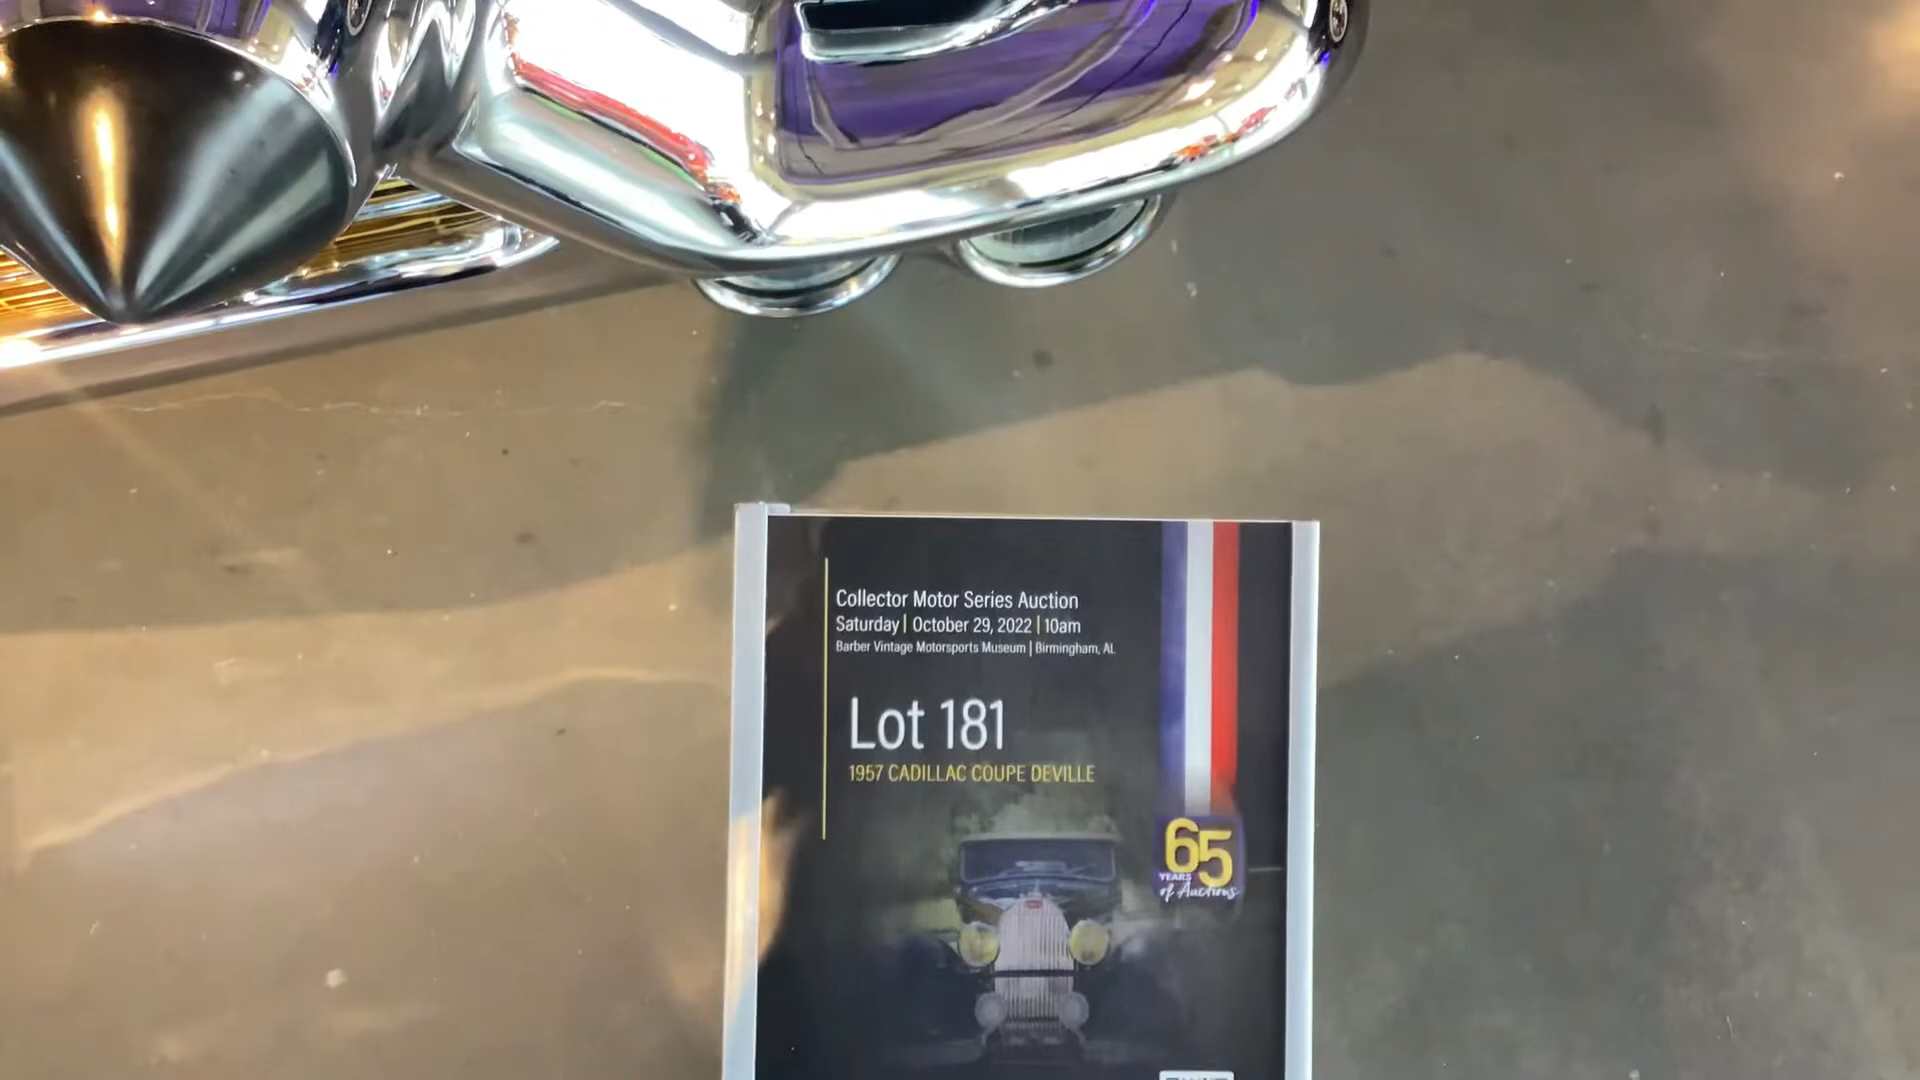 Collector Motor Series Auction
Saturday | October 29, 2022 | 10am
Barber Vintage Motorsports Museum | Birmingham, AL
Lot 181
1957 CADILLAC COUPE DEVILLE
65
YEARS
of Auctions